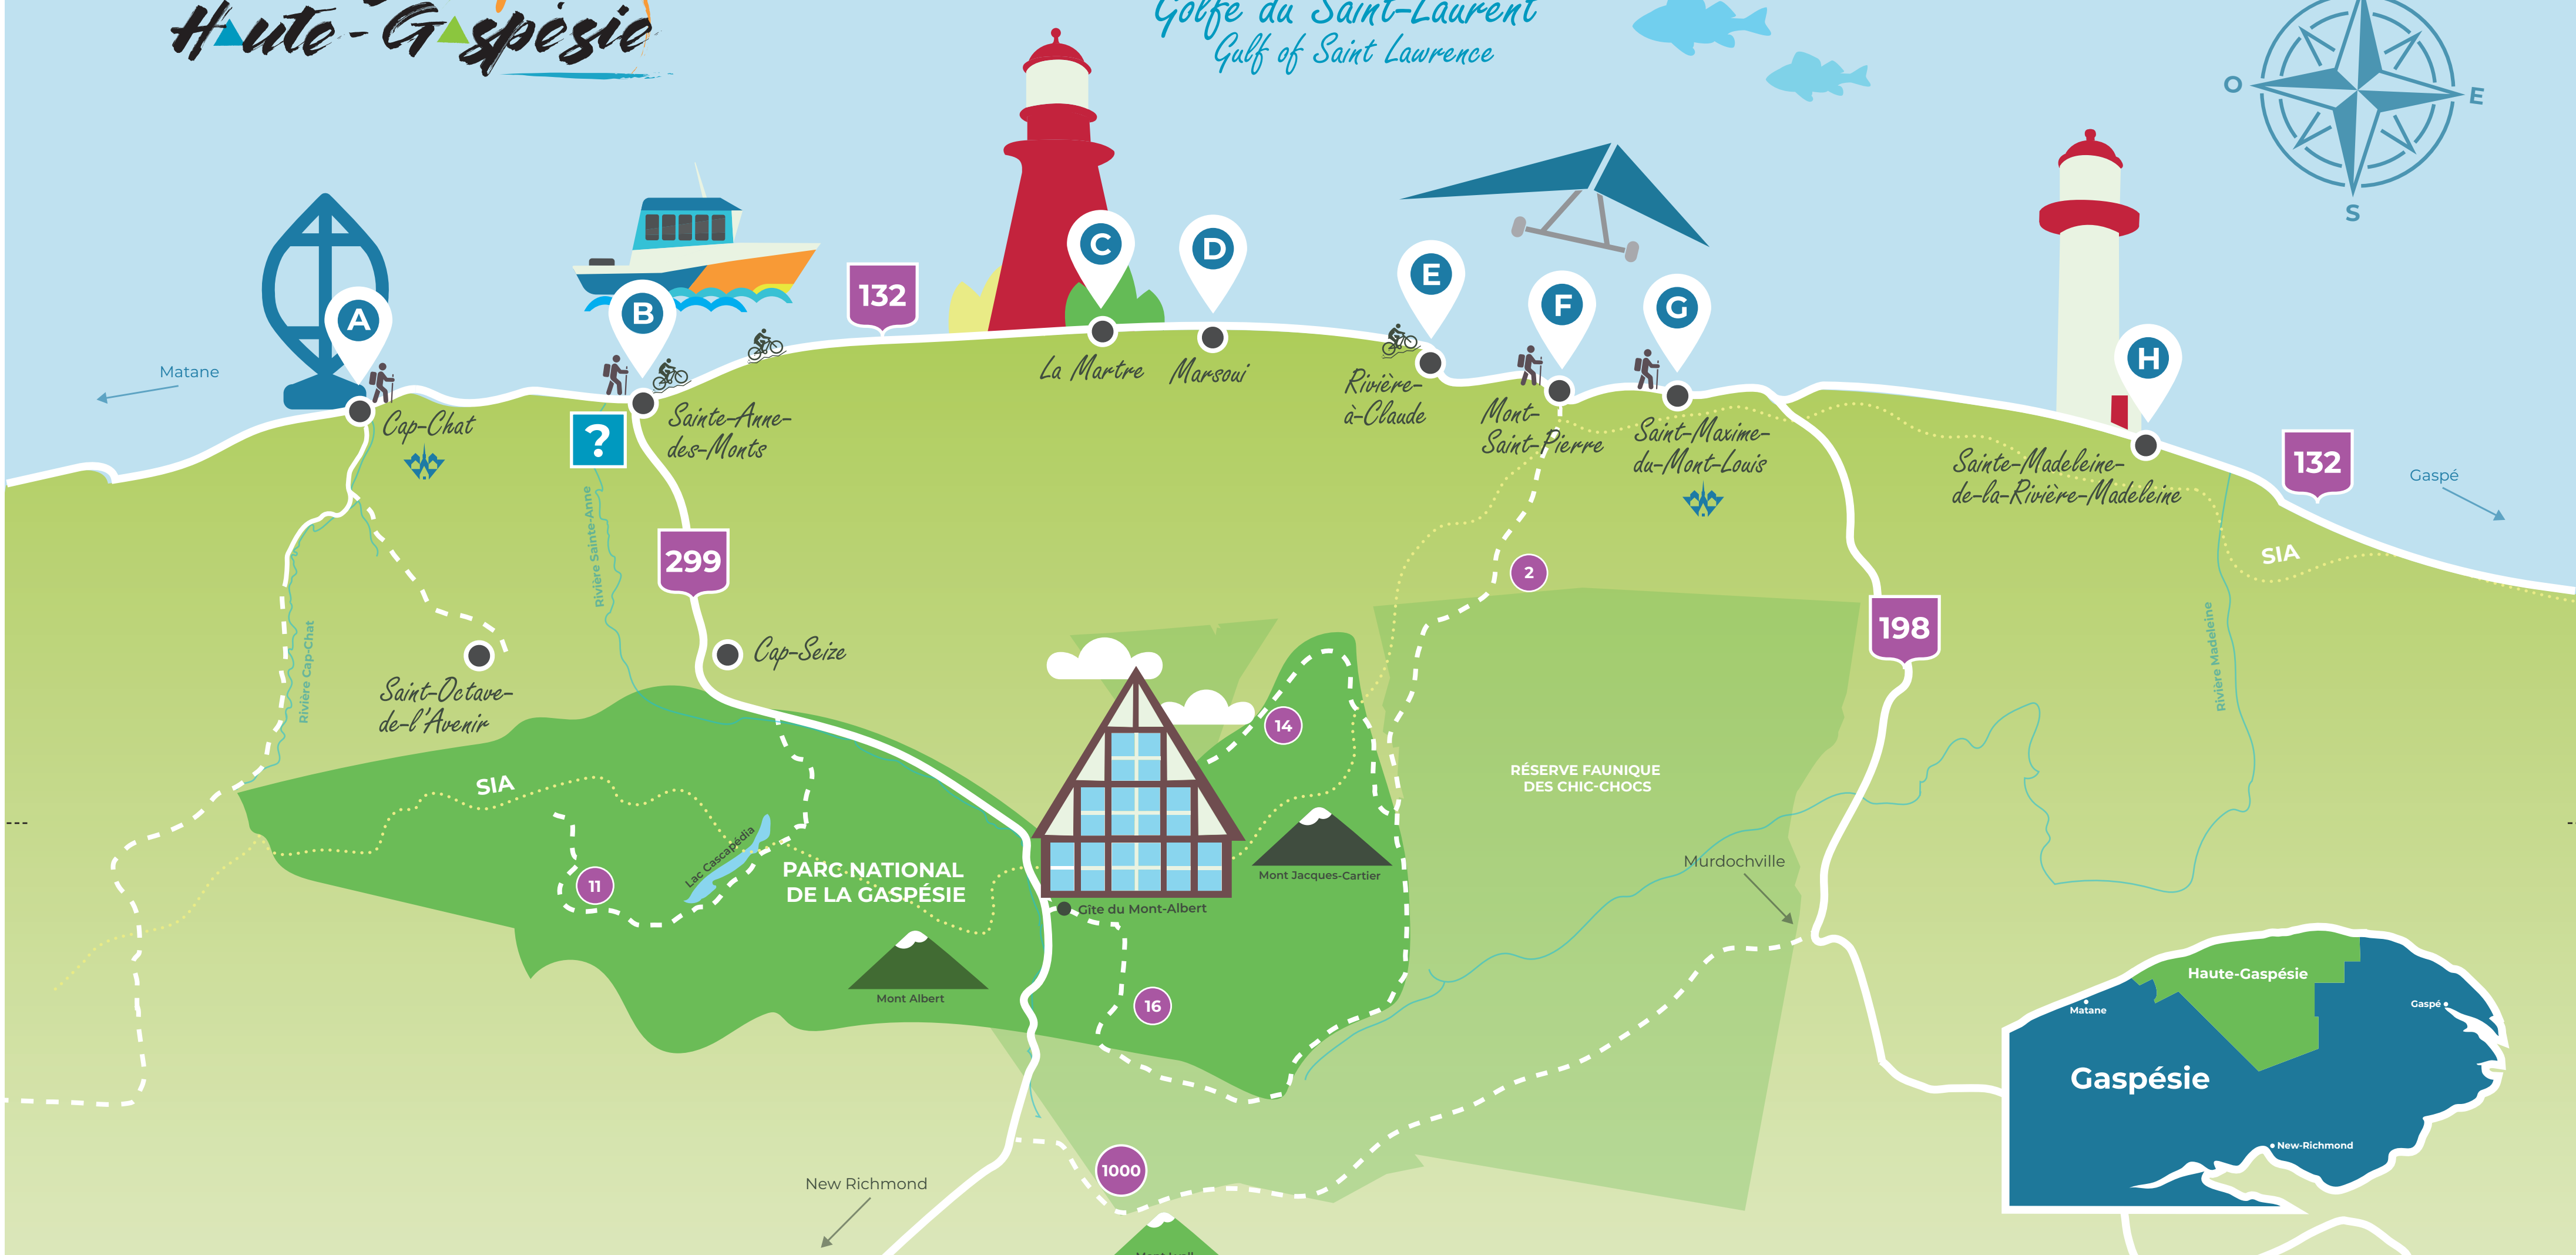 Haute-Gaspésie
Golfe du Saint-Laurent
Gulf of Saint Lawrence
O
E
S
A
B
C
D
E
F
G
H
132
Matane
Cap-Chat
?
Sainte-Anne-
des-Monts
La Martre
Marsoui
Rivière-
à-Claude
Mont-
Saint-Pierre
Saint-Maxime-
du-Mont-Louis
Sainte-Madeleine-
de-la-Rivière-Madeleine
132
Gaspé
Rivière Sainte-Anne
299
2
SIA
198
Rivière Cap-Chat
Rivière Madeleine
Saint-Octave-
de-l'Avenir
Cap-Seize
14
RÉSERVE FAUNIQUE
DES CHIC-CHOCS
SIA
Lac Cascapédia
11
PARC NATIONAL
DE LA GASPÉSIE
Mont Jacques-Cartier
Murdochville
Gîte du Mont-Albert
Mont Albert
16
Haute-Gaspésie
Matane
Gaspé
Gaspésie
New-Richmond
1000
New Richmond